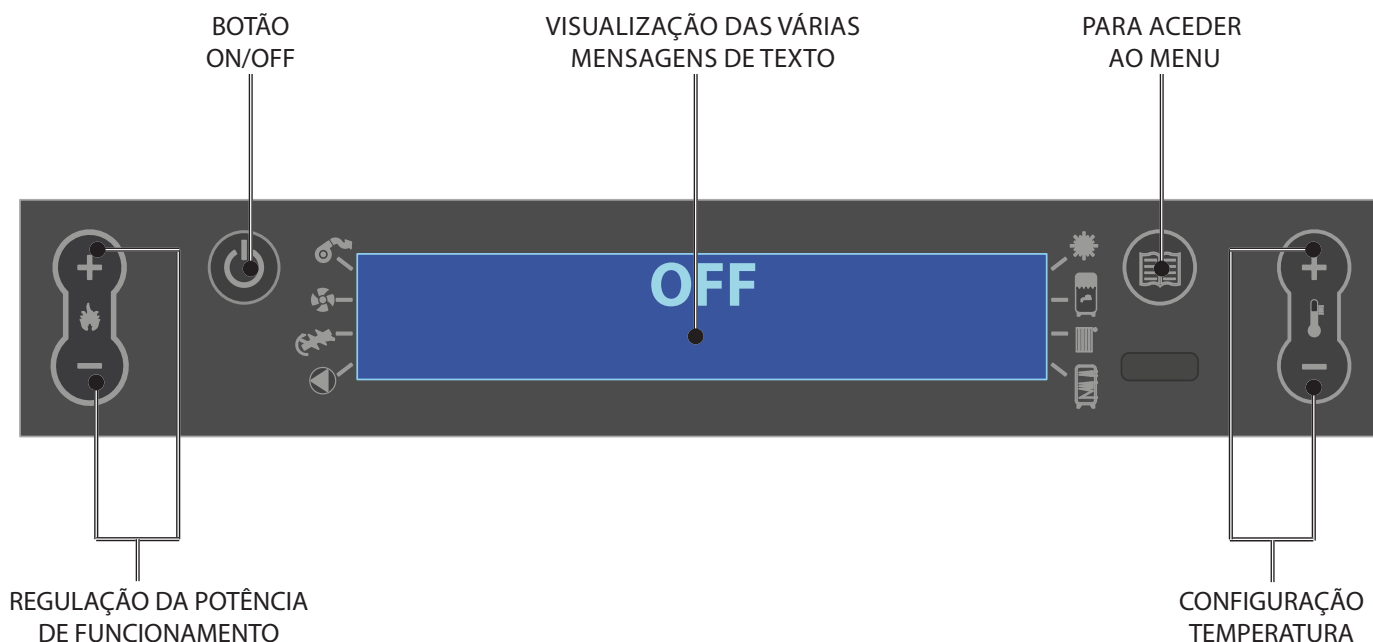 BOTÃO
ON/OFF
VISUALIZAÇÃO DAS VÁRIAS
MENSAGENS DE TEXTO
PARA ACEDER
AO MENU
OFF
REGULAÇÃO DA POTÊNCIA
DE FUNCIONAMENTO
CONFIGURAÇÃO
TEMPERATURA